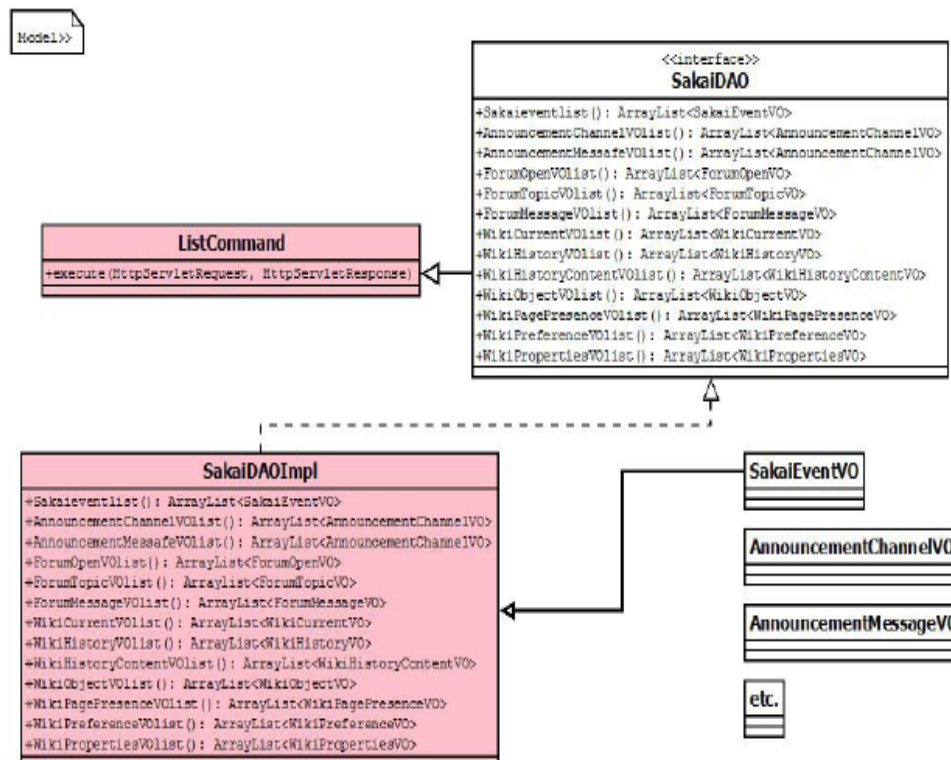 Model>>
<<interface>>
SakaiDAO
+Sakaieventlist(): ArrayList<SakaiEventVO>
+AnnouncementChannelVOlist(): ArrayList<AnnouncementChannelVO>
+AnnouncementMessafeVOlist(): ArrayList<AnnouncementChannelVO>
+ForumOpenVOlist(): ArrayList<ForumOpenVO>
+ForumTopicVOlist(): Arraylist<ForumTopicVO>
+ForumMessageVOlist(): ArrayList<ForumMessageVO>
+WikiCurrentVOlist(): ArrayList<WikiCurrentVO>
+WikiHistoryVOlist(): ArrayList<WikiHistoryVO>
+WikiHistoryContentVOlist(): ArrayList<WikiHistoryContentVO>
+WikiObjectVOlist(): ArrayList<WikiObjectVO>
+WikiPagePresenceVOlist(): ArrayList<WikiPagePresenceVO>
+WikiPreferenceVOlist(): ArrayList<WikiPreferenceVO>
+WikiPropertiesVOlist(): ArrayList<WikiPropertiesVO>
ListCommand
+execute(HttpServletRequest, HttpServletResponse)
SakaiDAOImpl
+Sakaieventlist(): ArrayList<SakaiEventVO>
+AnnouncementChannelVOlist(): ArrayList<AnnouncementChannelVO>
+AnnouncementMessafeVOlist(): ArrayList<AnnouncementChannelVO>
+ForumOpenVOlist(): ArrayList<ForumOpenVO>
+ForumTopicVOlist(): ArrayList<ForumTopicVO>
+ForumMessageVOlist(): ArrayList<ForumMessageVO>
+WikiCurrentVOlist(): ArrayList<WikiCurrentVO>
+WikiHistoryVOlist(): ArrayList<WikiHistoryVO>
+WikiHistoryContentVOlist(): ArrayList<WikiHistoryContentVO>
+WikiObjectVOlist(): ArrayList<WikiObjectVO>
+WikiPagePresenceVOlist(): ArrayList<WikiPagePresenceVO>
+WikiPreferenceVOlist(): ArrayList<WikiPreferenceVO>
+WikiPropertiesVOlist(): ArrayList<WikiPropertiesVO>
SakaiEventVO
AnnouncementChannelVO
AnnouncementMessageVO
etc.